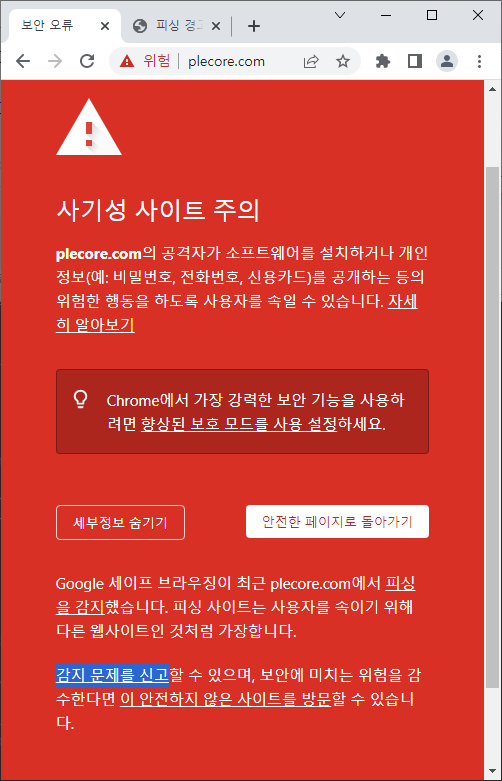 보안 오류
피싱 경고
위험
plecore.com
사기성 사이트 주의
plecore.com의 공격자가 소프트웨어를 설치하거나 개인
정보(예: 비밀번호, 전화번호, 신용카드)를 공개하는 등의
위험한 행동을 하도록 사용자를 속일 수 있습니다. 자세
히 알아보기
Chrome에서 가장 강력한 보안 기능을 사용하
려면 향상된 보호 모드를 사용 설정하세요.
세부정보 숨기기
안전한 페이지로 돌아가기
Google 세이프 브라우징이 최근 plecore.com에서 피싱
을 감지했습니다. 피싱 사이트는 사용자를 속이기 위해
다른 웹사이트인 것처럼 가장합니다.
감지 문제를 신고할 수 있으며, 보안에 미치는 위험을 감
수한다면 이 안전하지 않은 사이트를 방문할 수 있습니
다.